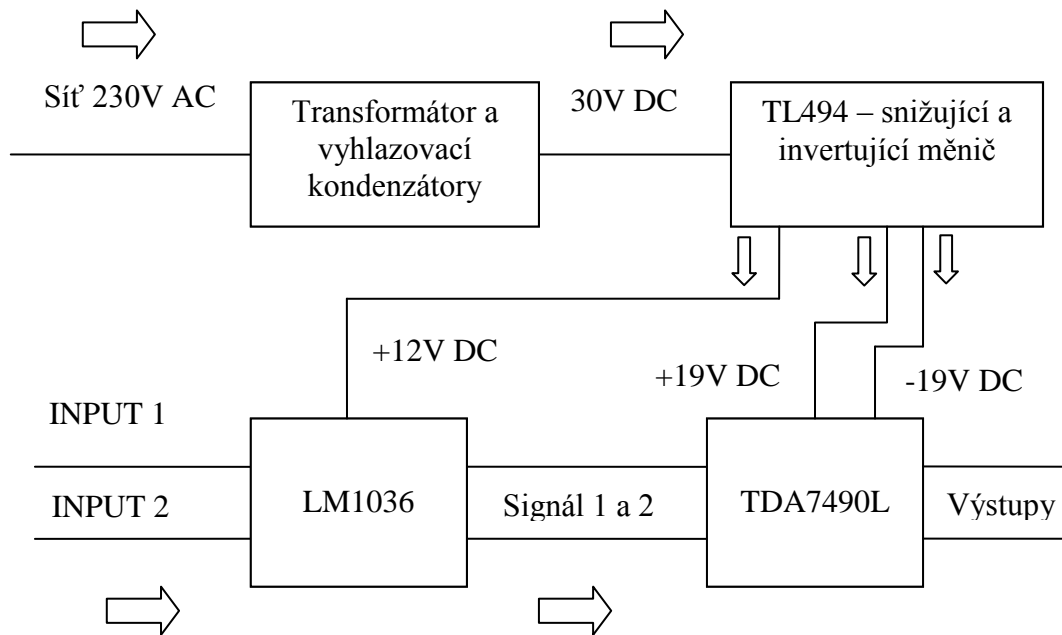 Síť 230V AC
Transformátor a
vyhlazovací
kondenzátory
30V DC
TL494 – snižující a
invertující měnič
+12V DC
+19V DC
-19V DC
INPUT 1
INPUT 2
LM1036
Signál 1 a 2
TDA7490L
Výstupy